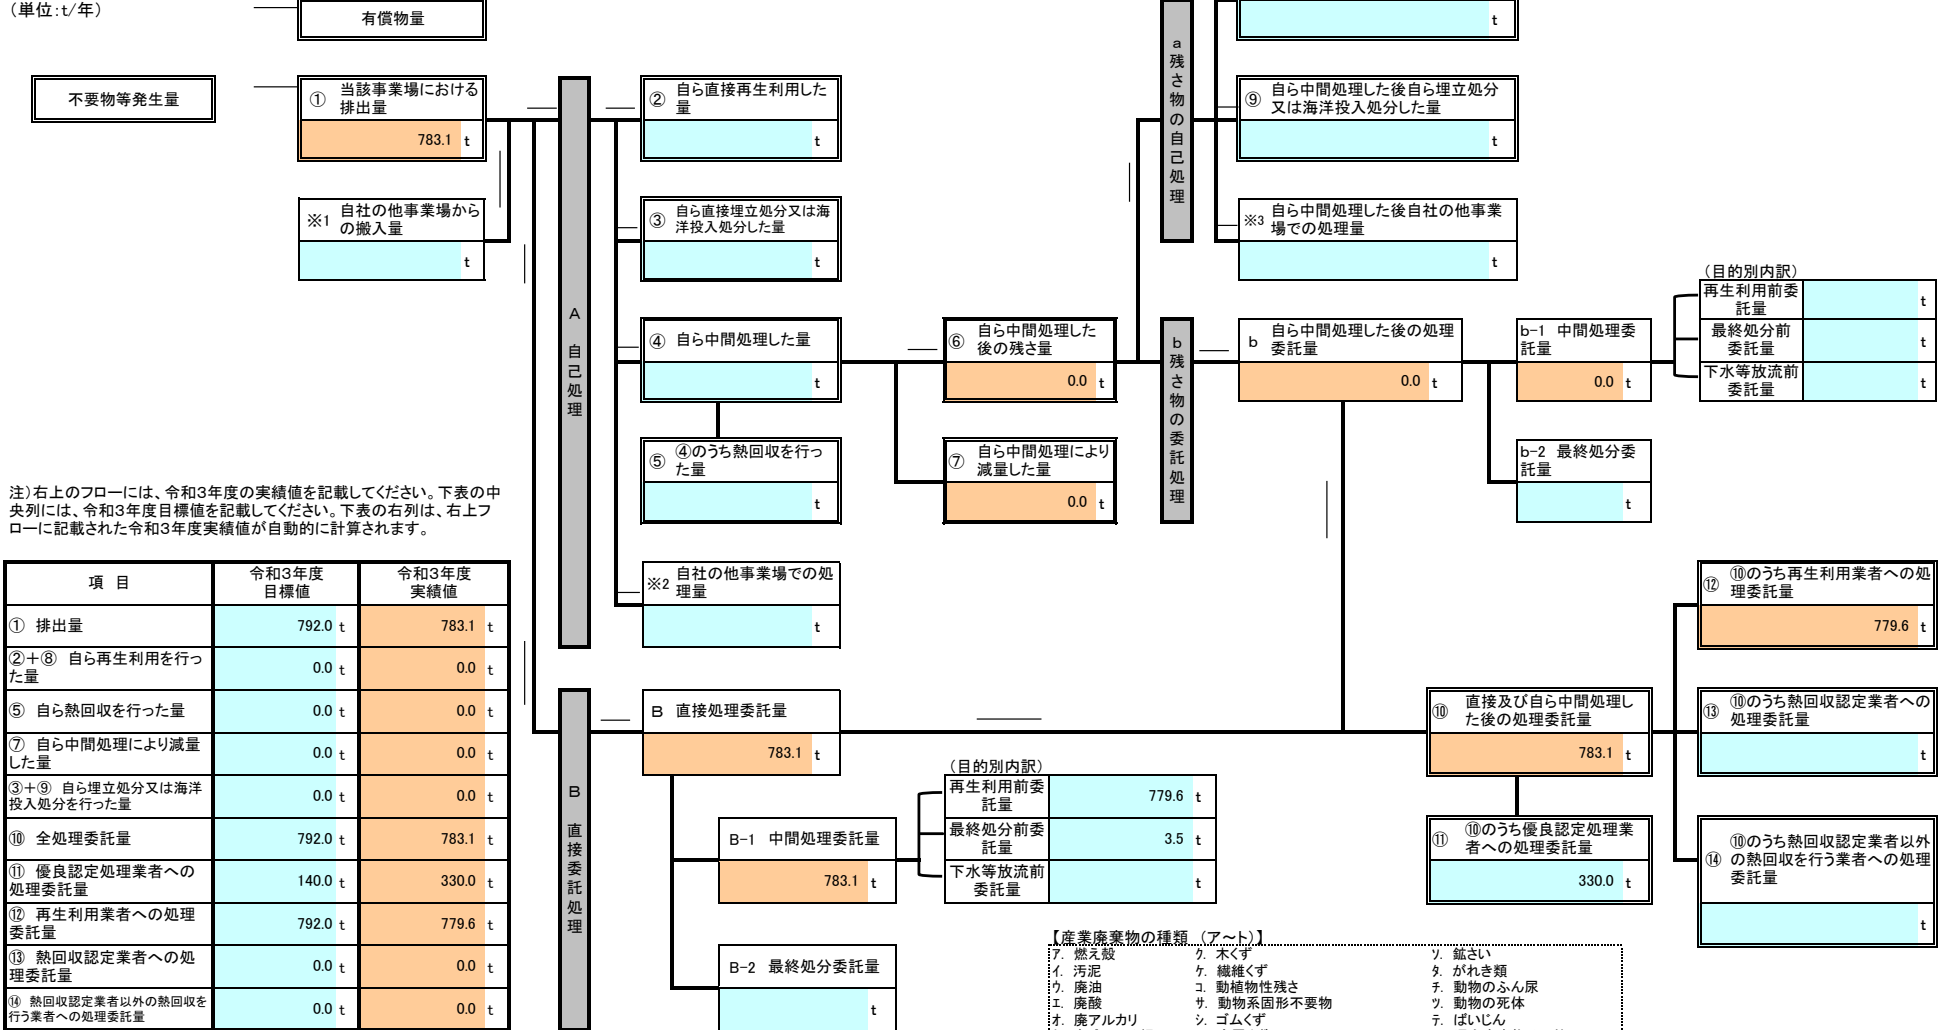 （単位：t/年）
有償物量
t
不要物等発生量
① 当該事業場における
排出量
783.1 t
※1 自社の他事業場から
の搬入量
t
A 自己処理
② 自ら直接再生利用した
量
t
③ 自ら直接埋立処分又は海
洋投入処分した量
t
④ 自ら中間処理した量
t
⑤ ④のうち熱回収を行っ
た量
t
※2 自社の他事業場での処
理量
t
⑥ 自ら中間処理した
後の残さ量
0.0 t
⑦ 自ら中間処理により
減量した量
0.0 t
a 残さ物の自己処理
⑨ 自ら中間処理した後自ら埋立処分
又は海洋投入処分した量
t
※3 自ら中間処理した後自社の他事業
場での処理量
t
b 残さ物の委託処理
b 自ら中間処理した後の処理
委託量
0.0 t
b-1 中間処理委
託量
0.0 t
b-2 最終処分委
託量
t
（目的別内訳）
再生利用前委
託量
t
最終処分前
委託量
t
下水等放流前
委託量
t
注）右上のフローには、令和3年度の実績値を記載してください。下表の中
央列には、令和3年度目標値を記載してください。下表の右列は、右上フ
ローに記載された令和3年度実績値が自動的に計算されます。
項 目
令和3年度
目標値
令和3年度
実績値
① 排出量 792.0 t 783.1 t
②＋⑧ 自ら再生利用を行っ
た量 0.0 t 0.0 t
⑤ 自ら熱回収を行った量 0.0 t 0.0 t
⑦ 自ら中間処理により減量
した量 0.0 t 0.0 t
③＋⑨ 自ら埋立処分又は海洋
投入処分を行った量 0.0 t 0.0 t
⑩ 全処理委託量 792.0 t 783.1 t
⑪ 優良認定処理業者への
処理委託量 140.0 t 330.0 t
⑫ 再生利用業者への処理
委託量 792.0 t 779.6 t
⑬ 熱回収認定業者への処
理委託量 0.0 t 0.0 t
⑭ 熱回収認定業者以外の熱回収を
行う業者への処理委託量 0.0 t 0.0 t
B 直接委託処理
B 直接処理委託量
783.1 t
B-1 中間処理委託量
783.1 t
B-2 最終処分委託量
t
（目的別内訳）
再生利用前委
託量
779.6 t
最終処分前委
託量
3.5 t
下水等放流前
委託量
t
⑩ 直接及び自ら中間処理し
た後の処理委託量
783.1 t
⑪ ⑩のうち優良認定処理業
者への処理委託量
330.0 t
⑫ ⑩のうち再生利用業者への処
理委託量
779.6 t
⑬ ⑩のうち熱回収認定業者への
処理委託量
t
⑭ ⑩のうち熱回収認定業者以外
の熱回収を行う業者への処理
委託量
t
【産業廃棄物の種類 （ア～ト）】
ア. 燃え殻 ク. 木くず ソ. 鉱さい
イ. 汚泥 ケ. 繊維くず タ. がれき類
ウ. 廃油 コ. 動植物性残さ チ. 動物のふん尿
エ. 廃酸 サ. 動物系固形不要物 ツ. 動物の死体
オ. 廃アルカリ シ. ゴムくず テ. ばいじん